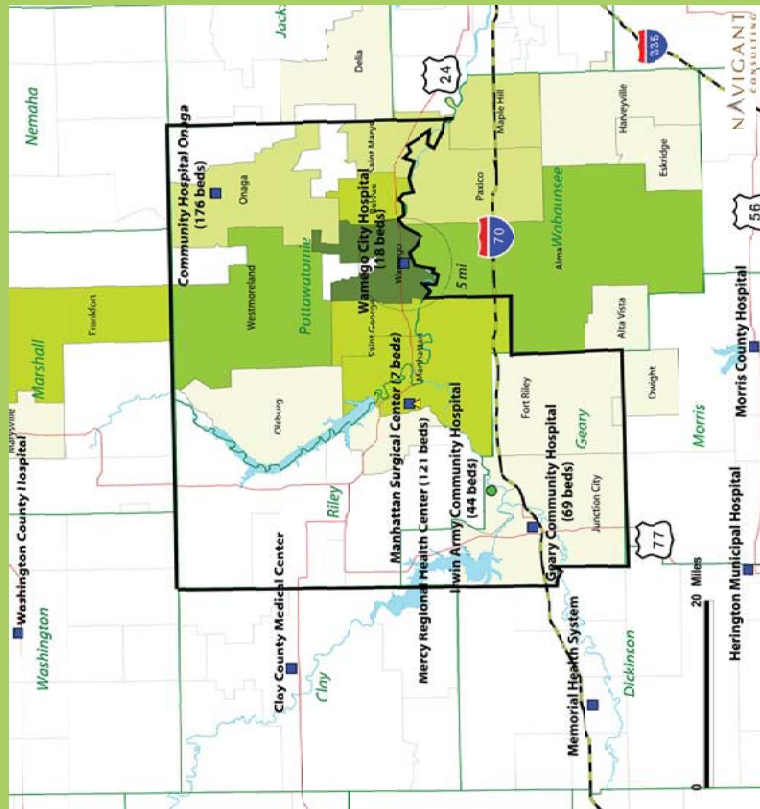 Nemaha
Marshall
Washington
Marysville
Frankfort
Washington County Hospital
Community Hospital Onaga
(176 beds)
Onaga
Delia
24
Westmoreland
Pottawatomie
Wamego City Hospital
(18 beds)
Wamego
5 mi
Maple Hill
Paxico
70
335
Riley
Manhattan Surgical Center (7 beds)
Manhattan
Mercy Regional Health Center (121 beds)
Irwin Army Community Hospital
(44 beds)
Fort Riley
Geary
Geary Community Hospital
(69 beds)
Junction City
77
Clay County Medical Center
Clay
Memorial Health System
Dickinson
Alma
Wabaunsee
Harveyville
Eskridge
Alta Vista
Dwight
Morris
Morris County Hospital
56
Herington Municipal Hospital
0
20 Miles
NAVIGANT
CONSULTING